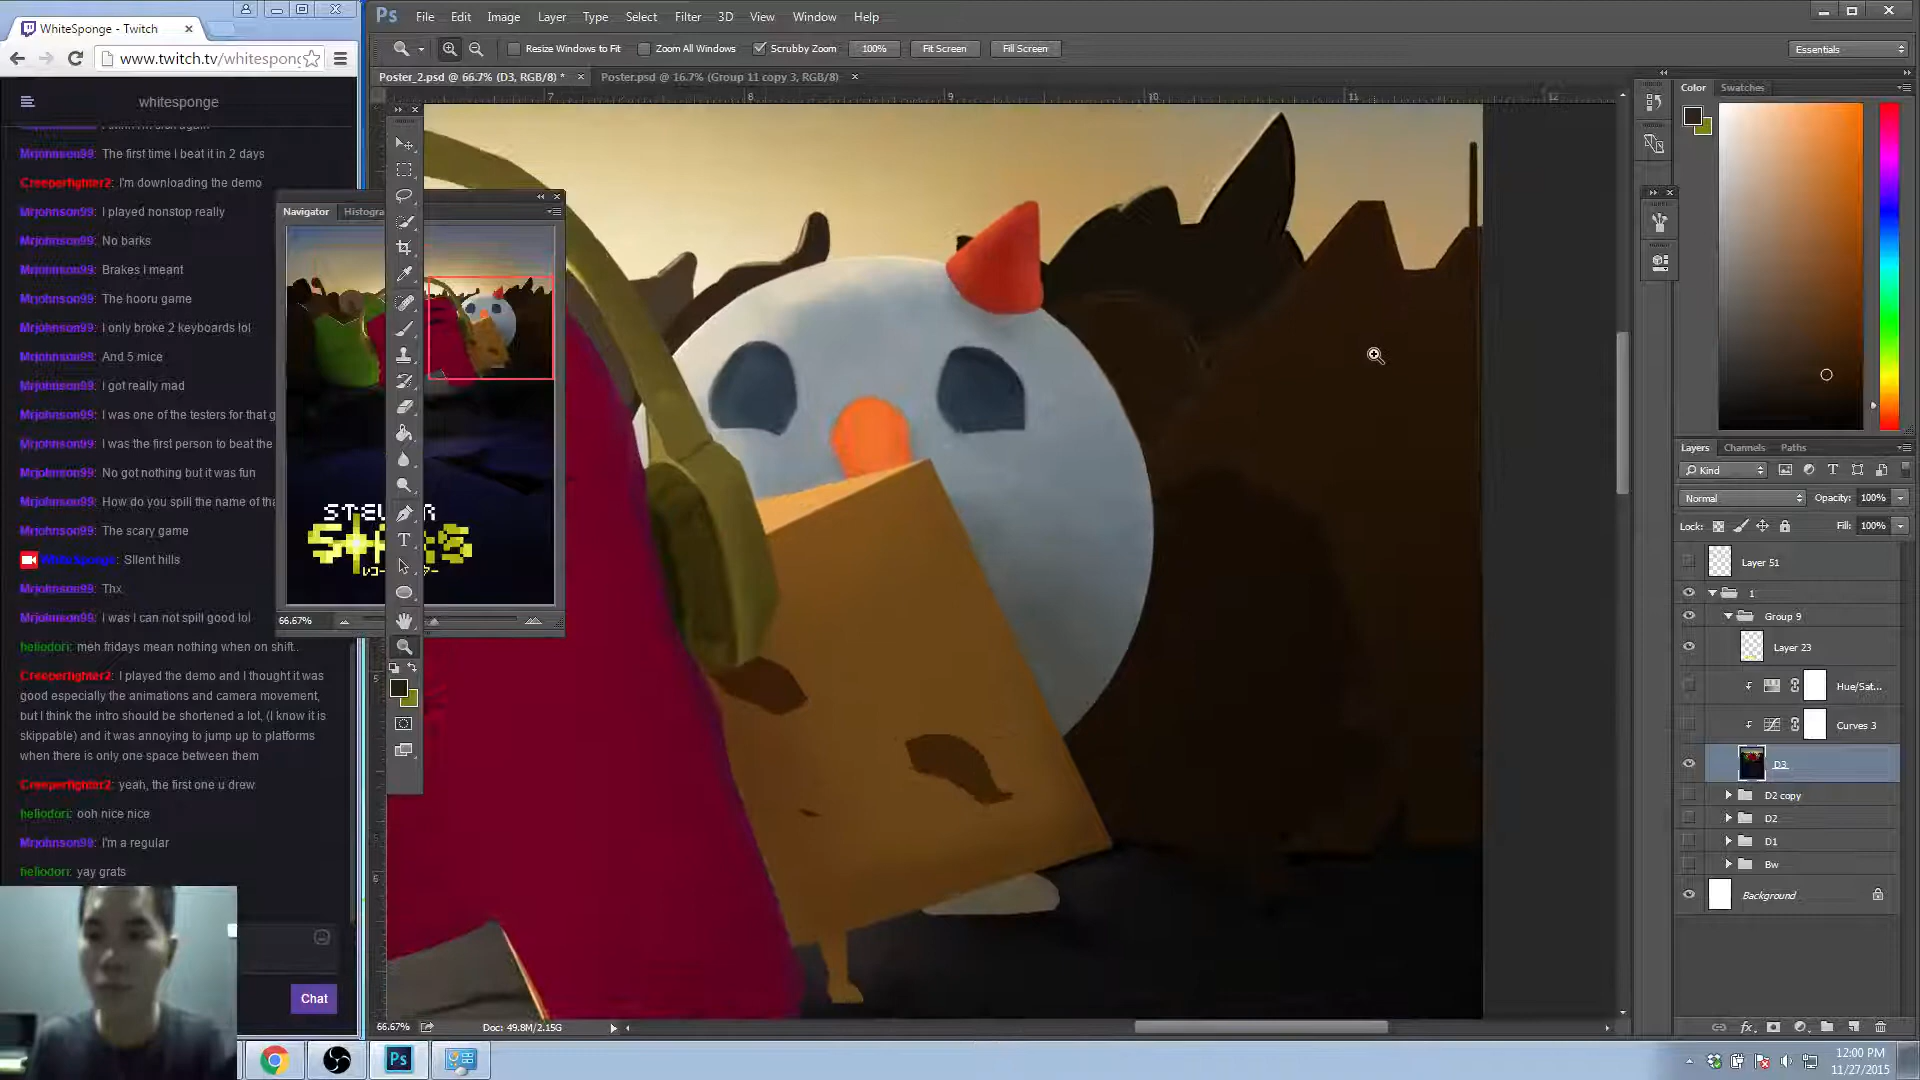 WhiteSponge - Twitch
www.twitch.tv/whitespong
whitesponge
Mrjohnson99: The first time I beat it in 2 days
Creeperfighter2: I'm downloading the demo
Mrjohnson99: I played nonstop really
Mrjohnson99: No barks
Mrjohnson99: Brakes I meant
Mrjohnson99: The hooru game
Mrjohnson99: I only broke 2 keyboards lol
Mrjohnson99: And 5 mice
Mrjohnson99: I got really mad
Mrjohnson99: I was one of the testers for that g
Mrjohnson99: I was the first person to beat the
Mrjohnson99: No got nothing but it was fun
Mrjohnson99: How do you spill the name of tha
Mrjohnson99: The scary game
WhiteSponge: SIlent hills
Mrjohnson99: Thx
Mrjohnson99: I was I can not spill good lol
heliodori: meh fridays mean nothing when on shift..
Creeperfighter2: I played the demo and I thought it was
good especially the animations and camera movement,
but I think the intro should be shortened a lot, (I know it is
skippable) and it was annoying to jump up to platforms
when there is only one space between them
Creeperfighter2: yeah, the first one u drew
heliodori: ooh nice nice
Mrjohnson99: I'm a regular
heliodori: yay grats
Chat
Ps File Edit Image Layer Type Select Filter 3D View Window Help
Resize Windows to Fit Zoom All Windows Scrubby Zoom 100% Fit Screen Fill Screen Essentials
Poster_2.psd @ 66.7% (D3, RGB/8) * × Poster.psd @ 16.7% (Group 11 copy 3, RGB/8) ×
7 8 9 10 11 12
Navigator Histogra
66.67%
66.67% Doc: 49.8M/2.15G
Color Swatches
Layers Channels Paths
Kind
Normal Opacity: 100%
Lock: Fill: 100%
Layer 51
1
Group 9
Layer 23
Hue/Sat...
Curves 3
D3
D2 copy
D2
D1
Bw
Background
fx
Ps
12:00 PM
11/27/2015